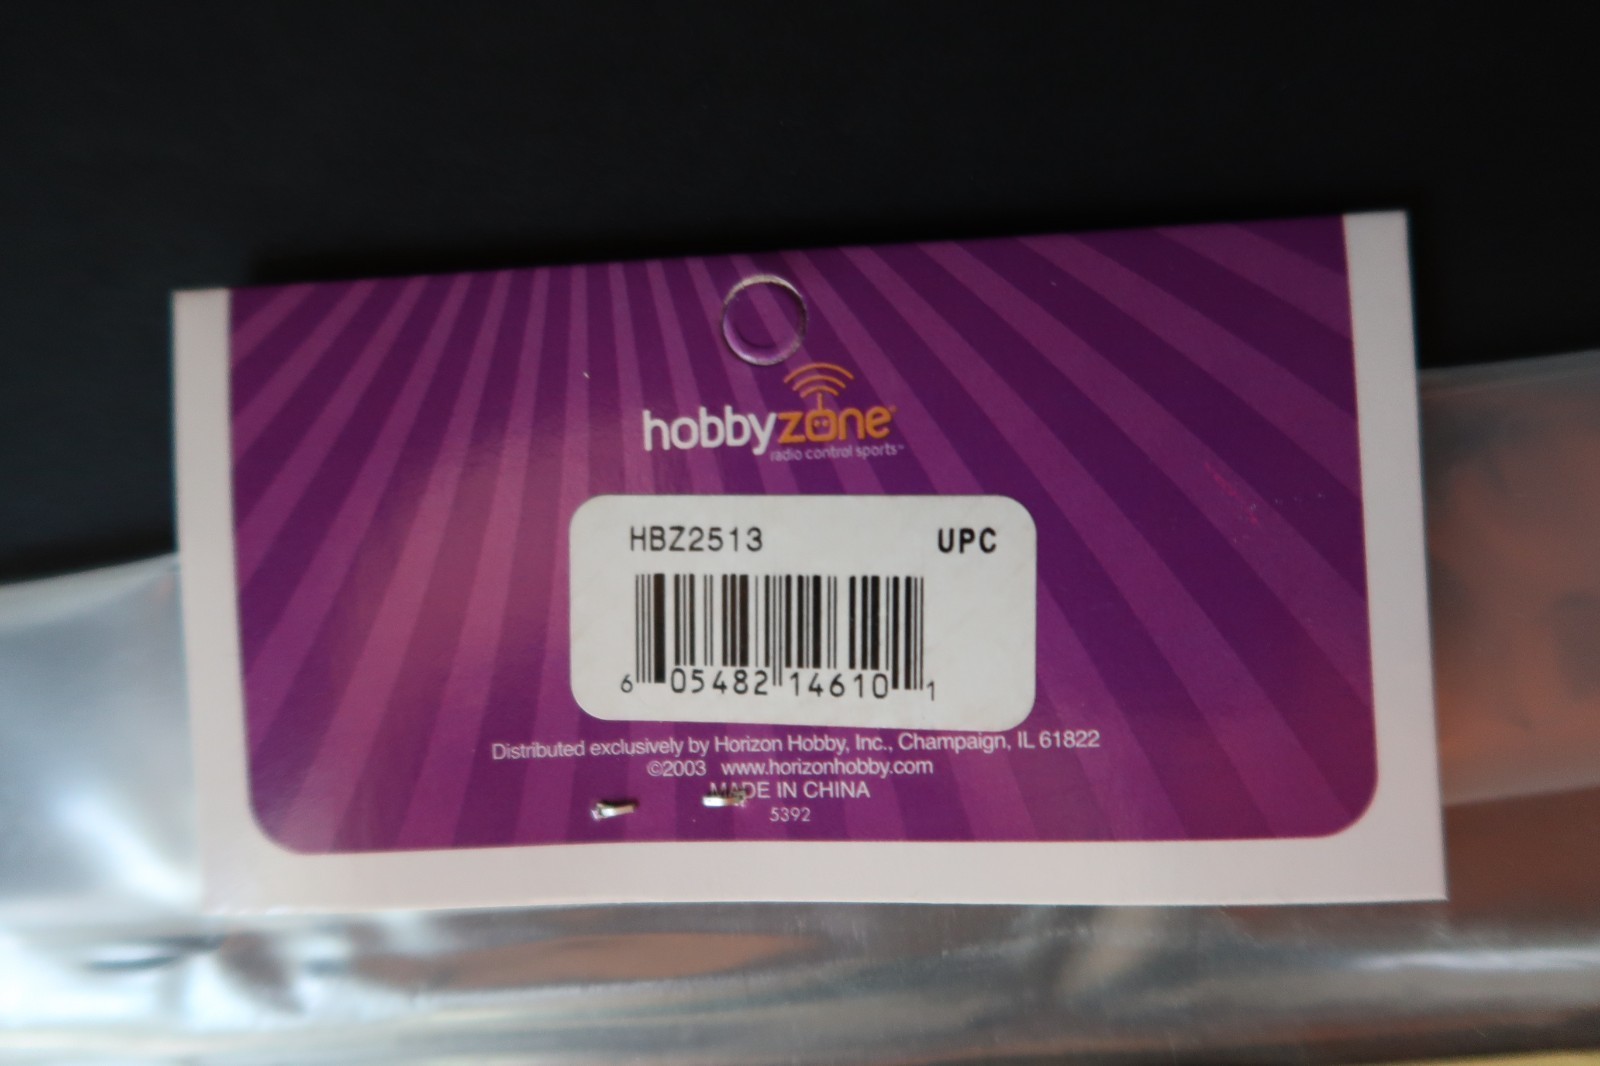 hobbyzone®
radio control sports™
HBZ2513 UPC
6 05482 14610 1
Distributed exclusively by Horizon Hobby, Inc., Champaign, IL 61822
©2003 www.horizonhobby.com
MADE IN CHINA
5392